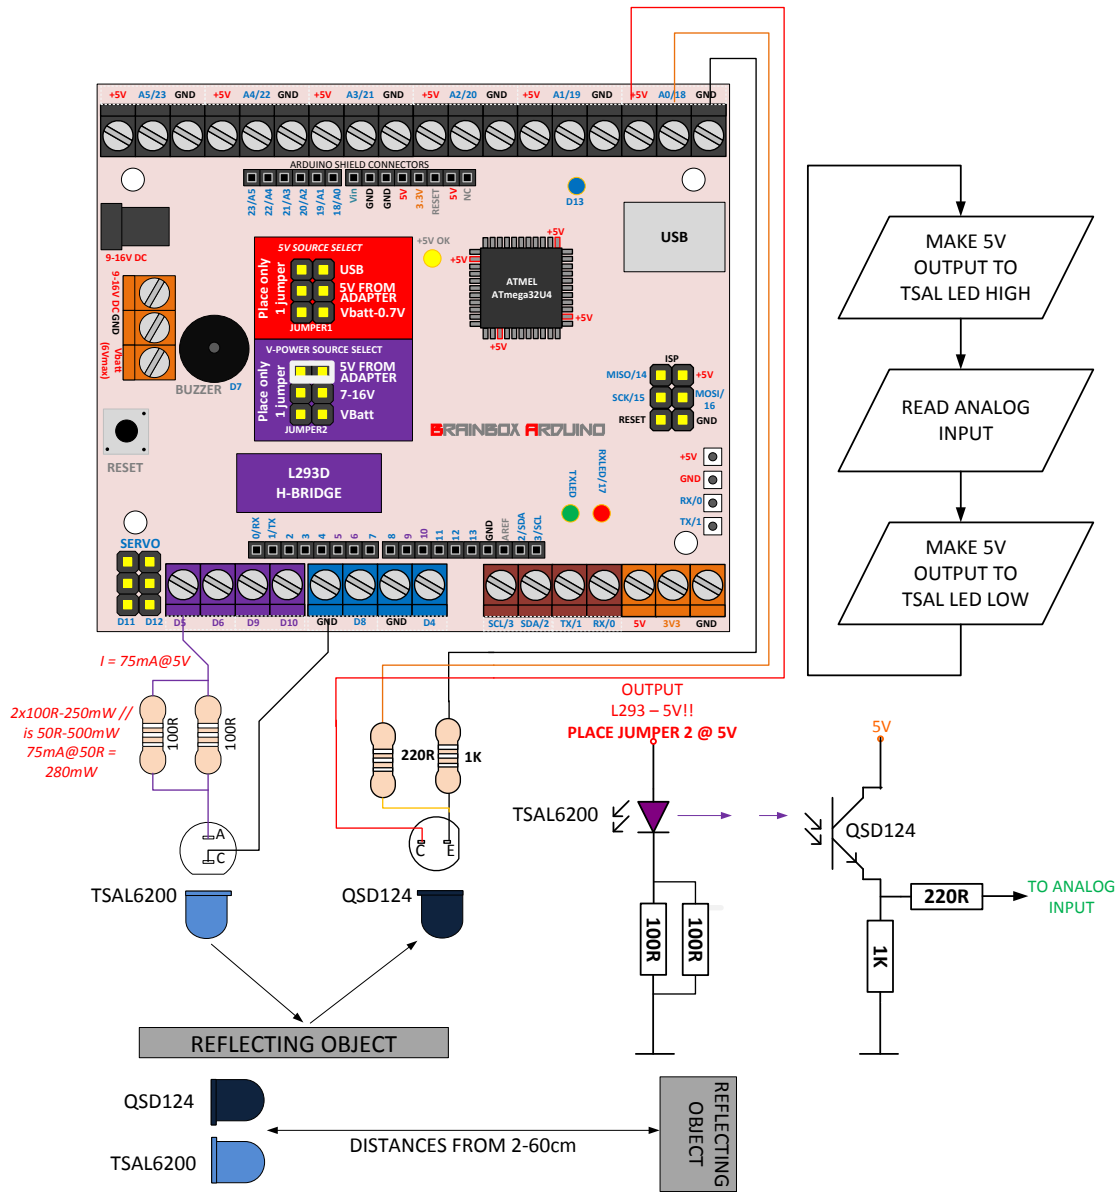 +5V A5/23 GND +5V A4/22 GND +5V A3/21 GND +5V A2/20 GND +5V A1/19 GND +5V A0/18 GND
ARDUINO SHIELD CONNECTORS
23/A5
22/A4
21/A3
20/A2
19/A1
18/A0
Vin
GND
GND
5V
3.3V
RESET
5V
NC
D13
USB
9-16V DC
9-16V DC
GND
Vbatt
(6Vmax)
BUZZER
D7
RESET
5V SOURCE SELECT
Place only
1 jumper
USB
5V FROM
ADAPTER
Vbatt-0.7V
JUMPER1
V-POWER SOURCE SELECT
Place only
1 jumper
5V FROM
ADAPTER
7-16V
VBatt
JUMPER2
+5V OK
+5V
+5V
+5V
+5V
ATMEL
ATmega32U4
ISP
MISO/14
+5V
SCK/15
MOSI/
16
RESET
GND
BRAINBOX ARDUINO
+5V
GND
RX/0
TX/1
L293D
H-BRIDGE
TXLED
RXLED/17
0/RX
1/TX
2
3
4
5
6
7
8
9
10
11
12
13
GND
AREF
2/SDA
3/SCL
SERVO
D11 D12
D5 D6 D9 D10 GND D8 GND D4
SCL/3 SDA/2 TX/1 RX/0 5V 3V3 GND
MAKE 5V
OUTPUT TO
TSAL LED HIGH
READ ANALOG
INPUT
MAKE 5V
OUTPUT TO
TSAL LED LOW
I = 75mA@5V
2x100R-250mW //
is 50R-500mW
75mA@50R =
280mW
100R
100R
220R
1K
A
C
C E
TSAL6200
QSD124
REFLECTING OBJECT
OUTPUT
L293 – 5V!!
PLACE JUMPER 2 @ 5V
TSAL6200
100R
100R
5V
QSD124
220R
TO ANALOG
INPUT
1K
QSD124
TSAL6200
DISTANCES FROM 2-60cm
REFLECTING
OBJECT